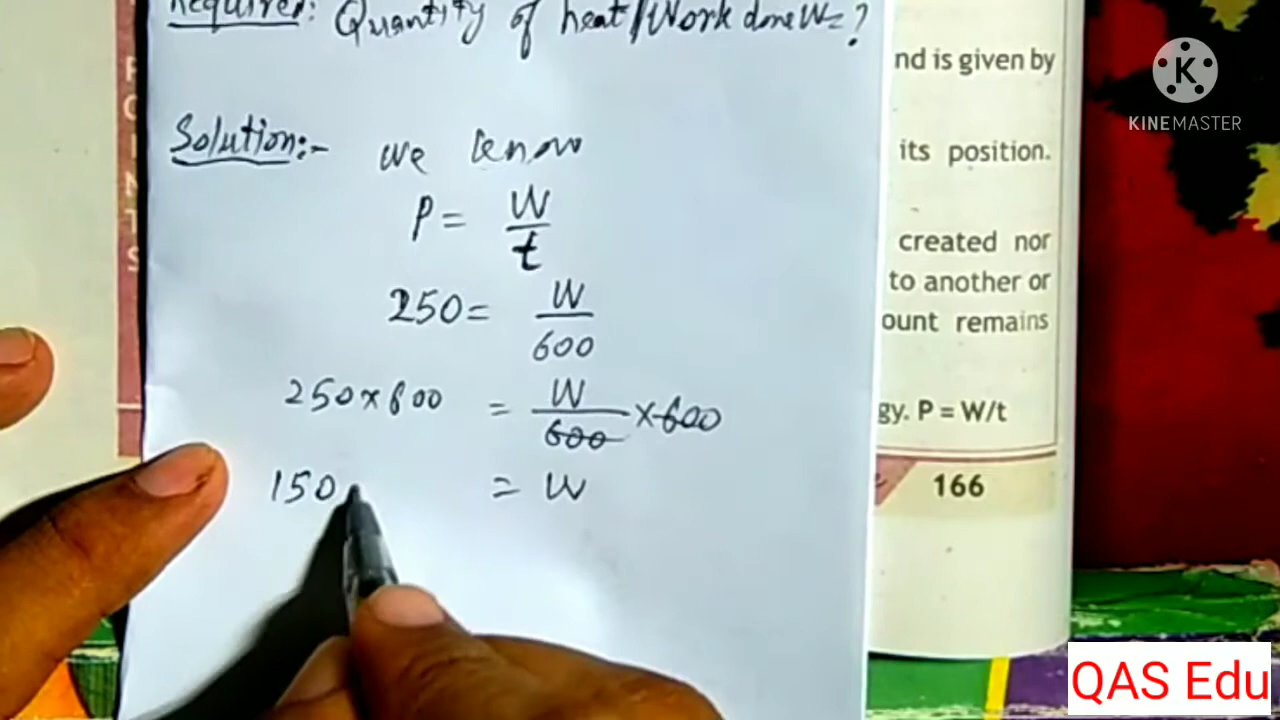 Required: Quantity of heat/Work done W=?
Solution:- we know
P = W/t
250 = W/600
250×600 = W/600 ×600
150 = W
nd is given by
its position.
created nor
to another or
ount remains
gy. P = W/t
166
POINTS
K
KINEMASTER
QAS Edu